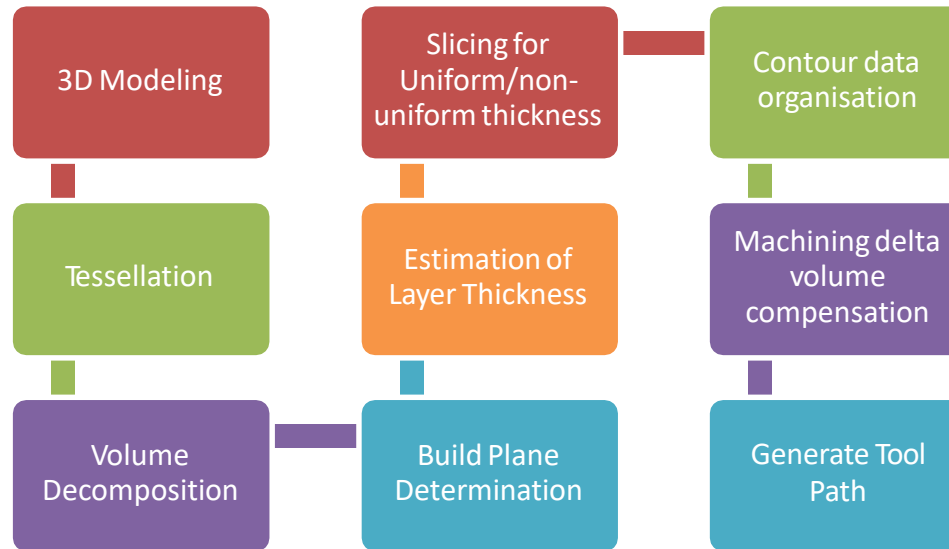 3D Modeling
Tessellation
Volume
Decomposition
Build Plane
Determination
Estimation of
Layer Thickness
Slicing for
Uniform/non-
uniform thickness
Contour data
organisation
Machining delta
volume
compensation
Generate Tool
Path